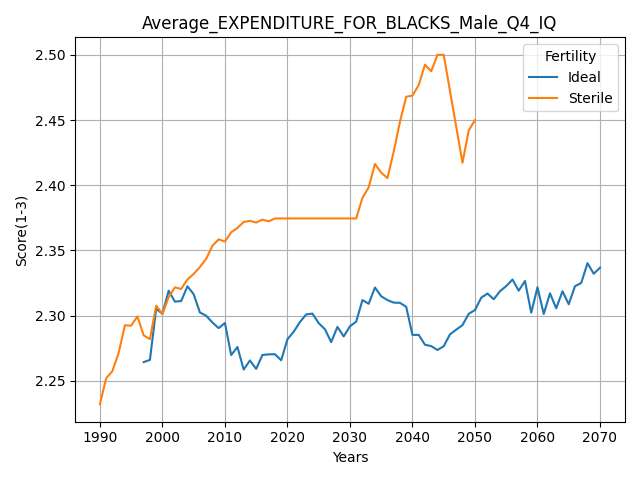 Average_EXPENDITURE_FOR_BLACKS_Male_Q4_IQ
Fertility
Ideal
Sterile
Score(1-3)
2.50
2.45
2.40
2.35
2.30
2.25
1990 2000 2010 2020 2030 2040 2050 2060 2070
Years